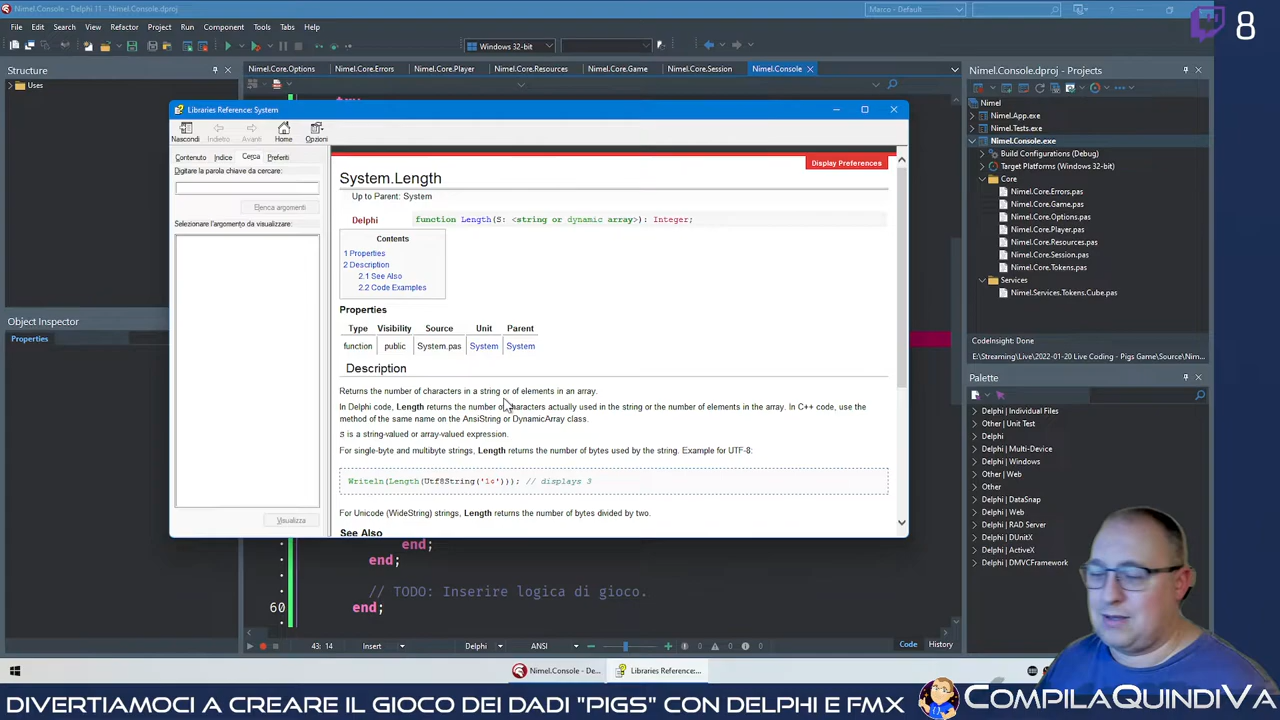 Nimel.Console - Delphi 11 - Nimel.Console.dproj
Marco - Default
8
File Edit Search View Refactor Project Run Component Tools Tabs Help
Windows 32-bit
Structure
Uses
Nimel.Core.Options Nimel.Core.Errors Nimel.Core.Player Nimel.Core.Resources Nimel.Core.Game Nimel.Core.Session Nimel.Console
Libraries Reference: System
Nascondi Indietro Avanti Home Opzioni
Contenuto Indice Cerca Preferiti
Digitare la parola chiave da cercare:
Elenca argomenti
Selezionare l'argomento da visualizzare:
Visualizza
Display Preferences
System.Length
Up to Parent: System
Delphi function Length(S: <string or dynamic array>): Integer;
Contents
1 Properties
2 Description
2.1 See Also
2.2 Code Examples
Properties
Type Visibility Source Unit Parent
function public System.pas System System
Description
Returns the number of characters in a string or of elements in an array.
In Delphi code, Length returns the number of characters actually used in the string or the number of elements in the array. In C++ code, use the
method of the same name on the AnsiString or DynamicArray class.
S is a string-valued or array-valued expression.
For single-byte and multibyte strings, Length returns the number of bytes used by the string. Example for UTF-8:
Writeln(Length(Utf8String('1¢'))); // displays 3
For Unicode (WideString) strings, Length returns the number of bytes divided by two.
See Also
Object Inspector
Properties
end;
end;
// TODO: Inserire logica di gioco.
60 end;
43: 14 Insert Delphi ANSI 0 0 0 Code History
Nimel.Console.dproj - Projects
Nimel
Nimel.App.exe
Nimel.Tests.exe
Nimel.Console.exe
Build Configurations (Debug)
Target Platforms (Windows 32-bit)
Core
Nimel.Core.Errors.pas
Nimel.Core.Game.pas
Nimel.Core.Options.pas
Nimel.Core.Player.pas
Nimel.Core.Resources.pas
Nimel.Core.Session.pas
Nimel.Core.Tokens.pas
Services
Nimel.Services.Tokens.Cube.pas
CodeInsight: Done
E:\Streaming\Live\2022-01-20 Live Coding - Pigs Game\Source\Nim
Palette
Delphi | Individual Files
Other | Unit Test
Delphi
Delphi | Multi-Device
Delphi | Windows
Delphi | Web
Other
Delphi | DataSnap
Delphi | RAD Server
Delphi | DUnitX
Delphi | ActiveX
Delphi | DMVCFramework
Nimel.Console - De...
Libraries Reference:...
DIVERTIAMOCI A CREARE IL GIOCO DEI DADI "PIGS" CON DELPHI E FMX
COMPILAQUINDIVA